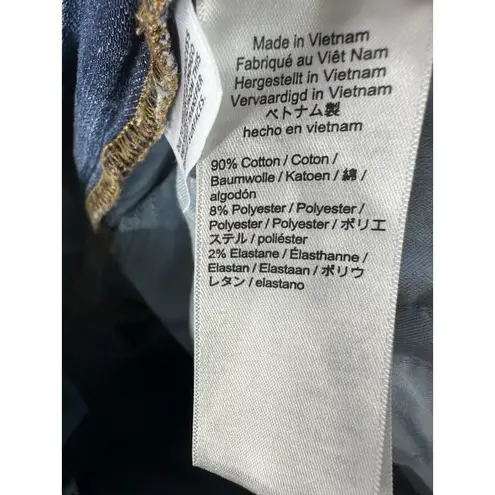 Made in Vietnam
Fabriqué au Viêt Nam
Hergestellt in Vietnam
Vervaardigd in Vietnam
ベトナム製
hecho en vietnam
90% Cotton / Coton /
Baumwolle / Katoen / 綿 /
algodón
8% Polyester / Polyester /
Polyester / Polyester / ポリエ
ステル / poliéster
2% Elastane / Élasthanne /
Elastan / Elastaan / ポリウ
レタン / elastano